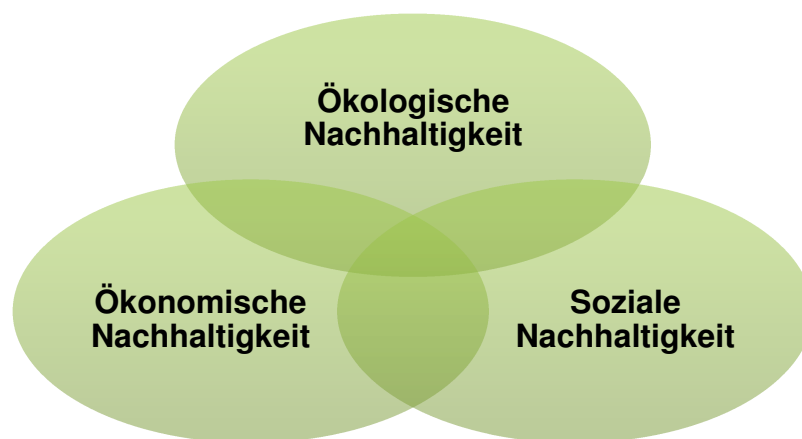 Ökologische
Nachhaltigkeit
Ökonomische
Nachhaltigkeit
Soziale
Nachhaltigkeit